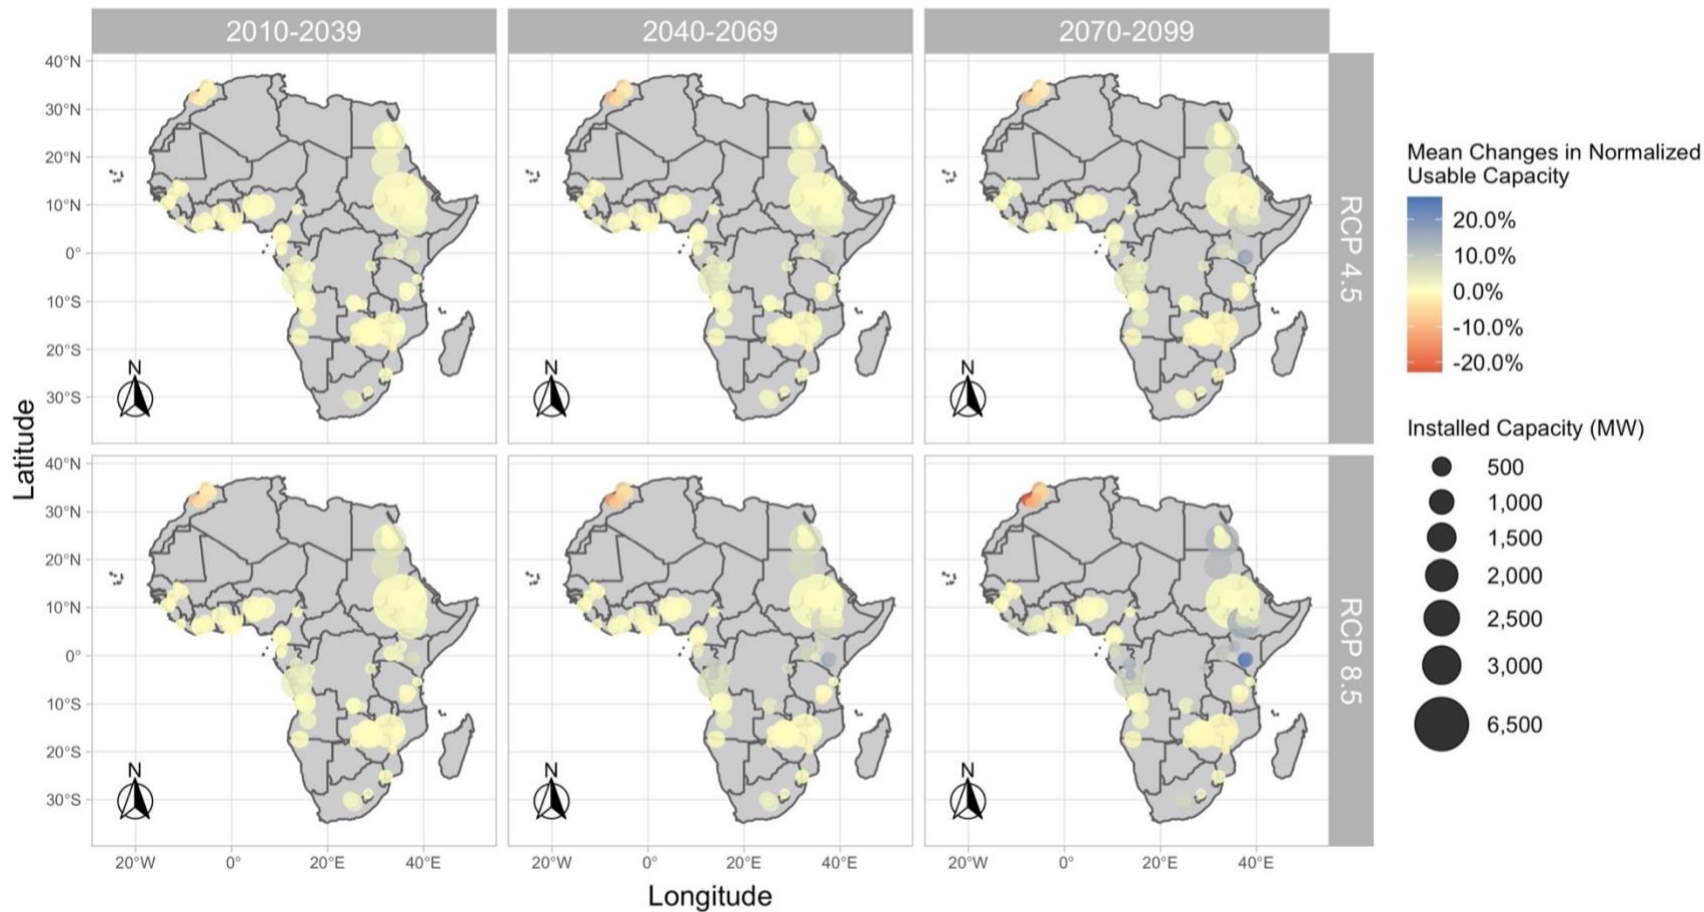 2010-2039
2040-2069
2070-2099
40°N
30°N
20°N
10°N
0°
10°S
20°S
30°S
N
N
N
RCP 4.5
40°N
30°N
20°N
10°N
0°
10°S
20°S
30°S
N
N
N
RCP 8.5
20°W
0°
20°E
40°E
20°W
0°
20°E
40°E
20°W
0°
20°E
40°E
Latitude
Longitude
Mean Changes in Normalized
Usable Capacity
20.0%
10.0%
0.0%
-10.0%
-20.0%
Installed Capacity (MW)
500
1,000
1,500
2,000
2,500
3,000
6,500